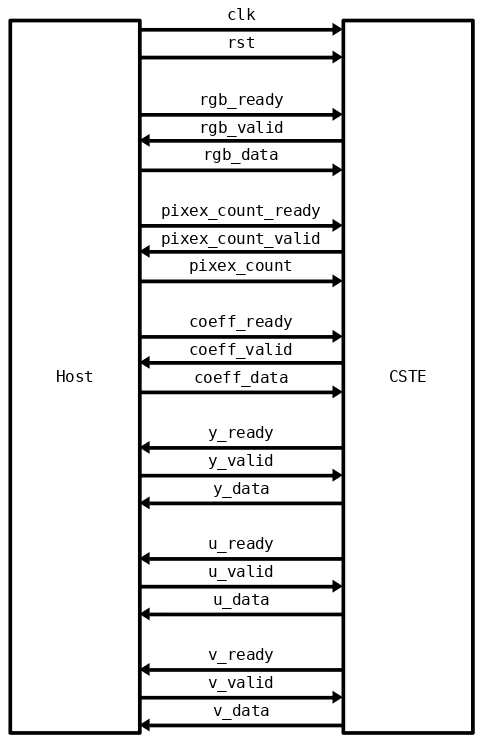 clk
rst
rgb_ready
rgb_valid
rgb_data
pixex_count_ready
pixex_count_valid
pixex_count
coeff_ready
coeff_valid
Host
coeff_data
CSTE
y_ready
y_valid
y_data
u_ready
u_valid
u_data
v_ready
v_valid
v_data